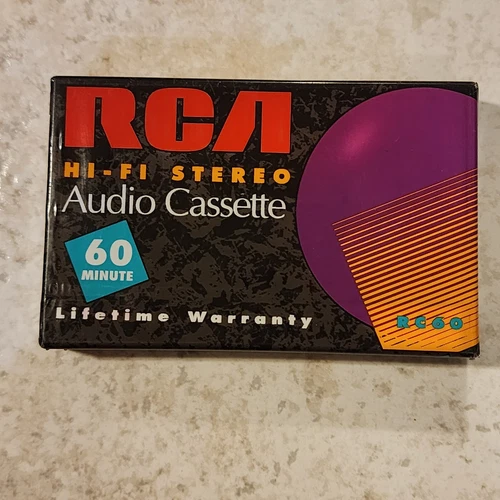 RCA
HI-FI STEREO
Audio Cassette
60
MINUTE
Lifetime Warranty
RC60